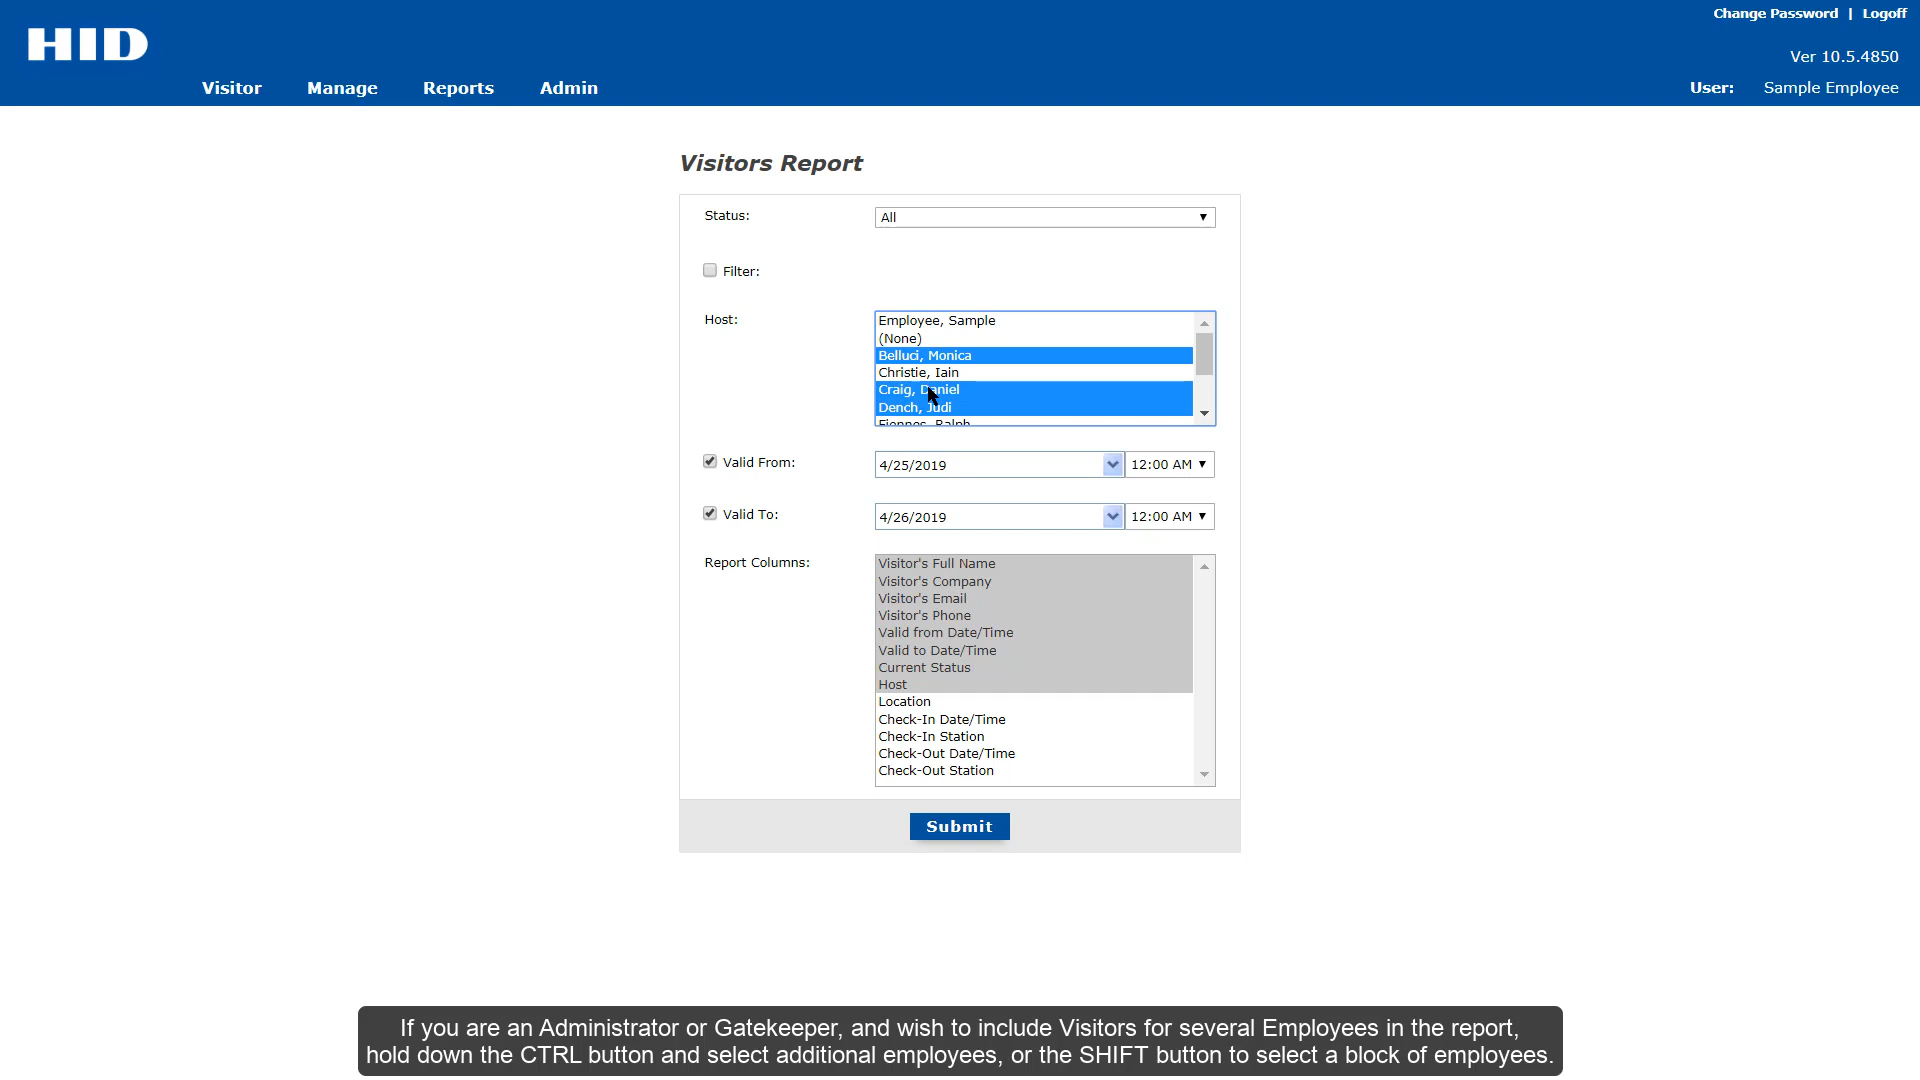 Change Password | Logoff
HID
Ver 10.5.4850
Visitor Manage Reports Admin
User: Sample Employee
Visitors Report
Status: All
Filter:
Host:
Employee, Sample
(None)
Belluci, Monica
Christie, Iain
Craig, Daniel
Dench, Judi
Fiennes, Ralph
Valid From: 4/25/2019 12:00 AM
Valid To: 4/26/2019 12:00 AM
Report Columns:
Visitor's Full Name
Visitor's Company
Visitor's Email
Visitor's Phone
Valid from Date/Time
Valid to Date/Time
Current Status
Host
Location
Check-In Date/Time
Check-In Station
Check-Out Date/Time
Check-Out Station
Submit
If you are an Administrator or Gatekeeper, and wish to include Visitors for several Employees in the report,
hold down the CTRL button and select additional employees, or the SHIFT button to select a block of employees.